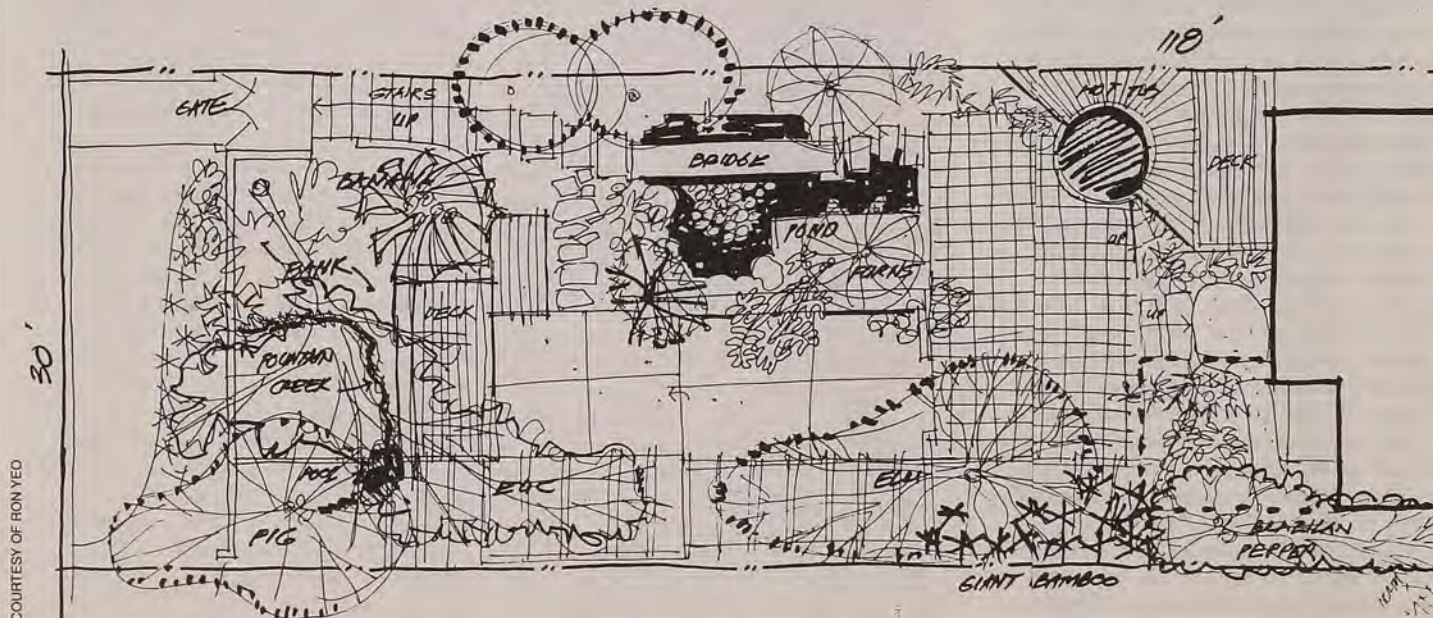 118'
GATE
STAIRS
UP
HOT TUB
BRIDGE
DECK
BANK
POND
FERNS
UP
DECK
UP
30'
FOUNTAIN
CREEK
POOL
EUC
ELM
FIG
BRAZILIAN
PEPPER
GIANT BAMBOO
COURTESY OF RON YEO